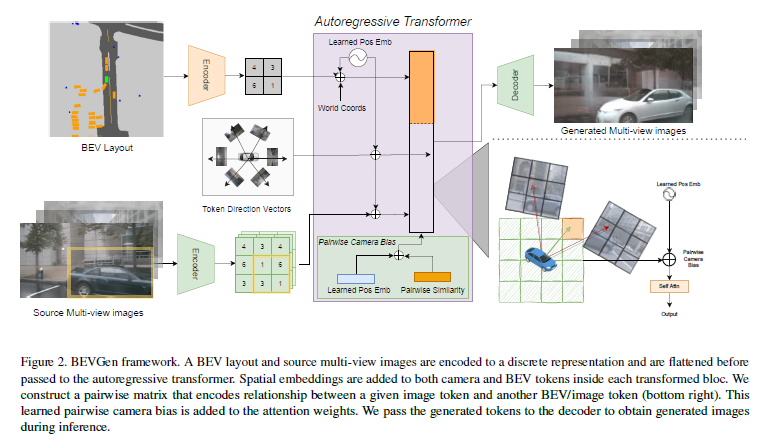 Autoregressive Transformer
Learned Pos Emb
Encoder
4 3
6 1
World Coords
BEV Layout
Decoder
Generated Multi-view images
Token Direction Vectors
Learned Pos Emb
Pairwise
Camera
Bias
Self Attn
Output
Encoder
4 3 4
6 1 6
3 3 1
Pairwise Camera Bias
Learned Pos Emb
Pairwise Similarity
Source Multi-view images
Figure 2. BEVGen framework. A BEV layout and source multi-view images are encoded to a discrete representation and are flattened before
passed to the autoregressive transformer. Spatial embeddings are added to both camera and BEV tokens inside each transformed bloc. We
construct a pairwise matrix that encodes relationship between a given image token and another BEV/image token (bottom right). This
learned pairwise camera bias is added to the attention weights. We pass the generated tokens to the decoder to obtain generated images
during inference.